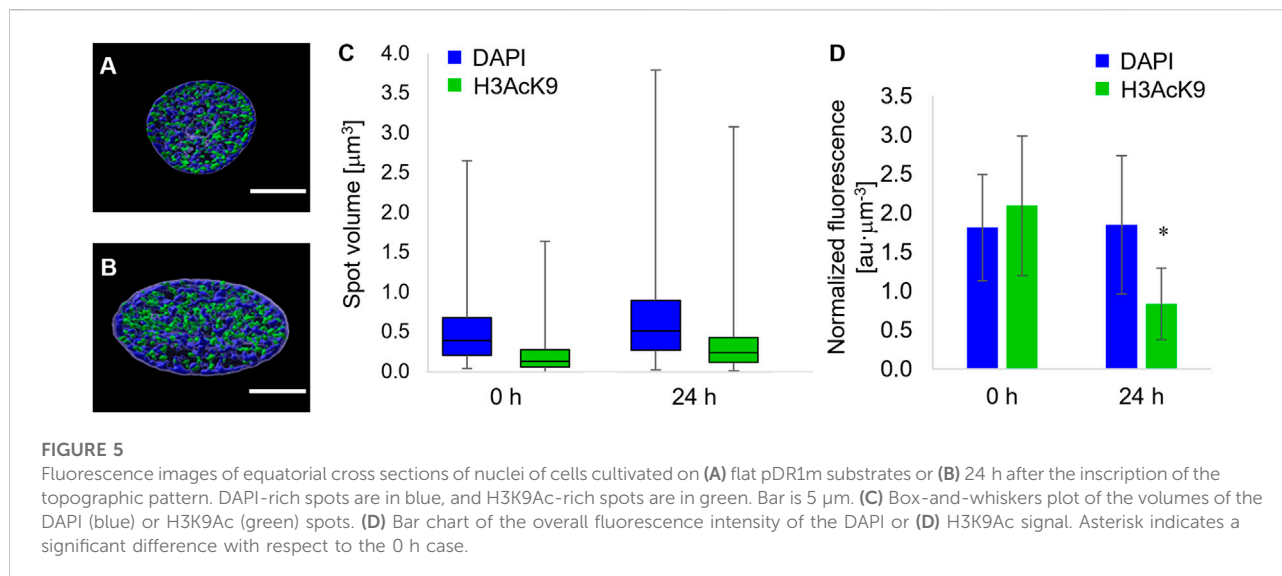 A
B
C
DAPI
H3AcK9
Spot volume [µm³]
4.0
3.5
3.0
2.5
2.0
1.5
1.0
0.5
0.0
0 h
24 h
D
DAPI
H3AcK9
Normalized fluorescence
[au·µm⁻³]
3.5
3.0
2.5
2.0
1.5
1.0
0.5
0.0
*
0 h
24 h
FIGURE 5
Fluorescence images of equatorial cross sections of nuclei of cells cultivated on (A) flat pDR1m substrates or (B) 24 h after the inscription of the
topographic pattern. DAPI-rich spots are in blue, and H3K9Ac-rich spots are in green. Bar is 5 µm. (C) Box-and-whiskers plot of the volumes of the
DAPI (blue) or H3K9Ac (green) spots. (D) Bar chart of the overall fluorescence intensity of the DAPI or (D) H3K9Ac signal. Asterisk indicates a
significant difference with respect to the 0 h case.